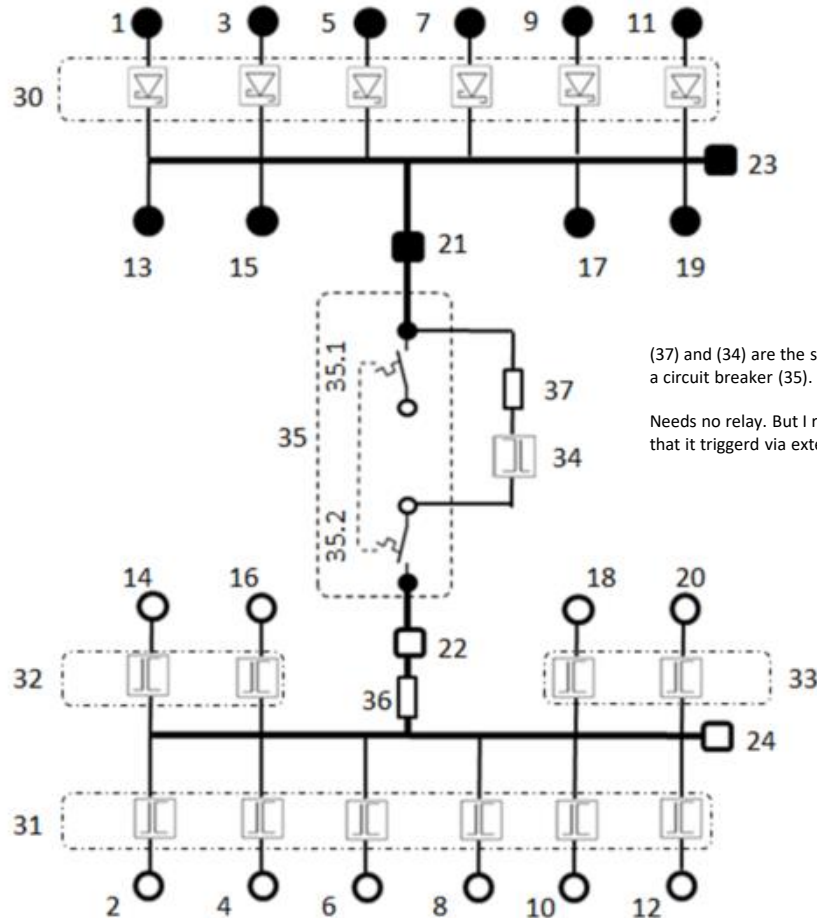 1 3 5 7 9 11
30
23
13 15 17 19
21
35.1
37
35
34
(37) and (34) are the s
a circuit breaker (35).
Needs no relay. But I r
that it triggerd via exte
35.2
14 16 18 20
22
32 33
36
24
31
2 4 6 8 10 12